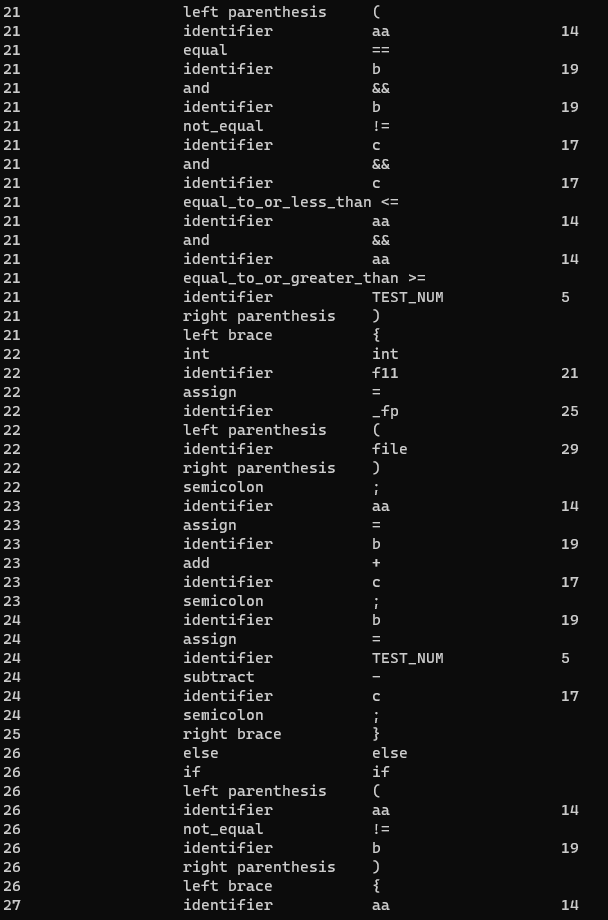 21 left parenthesis (
21 identifier aa 14
21 equal ==
21 identifier b 19
21 and &&
21 identifier b 19
21 not_equal !=
21 identifier c 17
21 and &&
21 identifier c 17
21 equal_to_or_less_than <=
21 identifier aa 14
21 and &&
21 identifier aa 14
21 equal_to_or_greater_than >=
21 identifier TEST_NUM 5
21 right parenthesis )
21 left brace {
22 int int
22 identifier f11 21
22 assign =
22 identifier _fp 25
22 left parenthesis (
22 identifier file 29
22 right parenthesis )
22 semicolon ;
23 identifier aa 14
23 assign =
23 identifier b 19
23 add +
23 identifier c 17
23 semicolon ;
24 identifier b 19
24 assign =
24 identifier TEST_NUM 5
24 subtract -
24 identifier c 17
24 semicolon ;
25 right brace }
26 else else
26 if if
26 left parenthesis (
26 identifier aa 14
26 not_equal !=
26 identifier b 19
26 right parenthesis )
26 left brace {
27 identifier aa 14